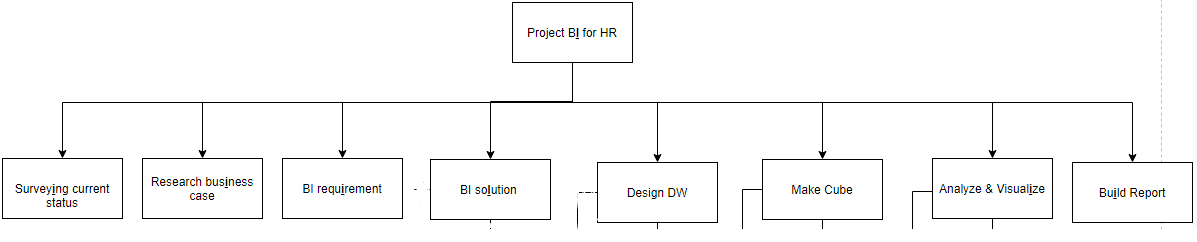 Project BI for HR
Surveying current
status
Research business
case
BI requirement
BI solution
Design DW
Make Cube
Analyze & Visualize
Build Report